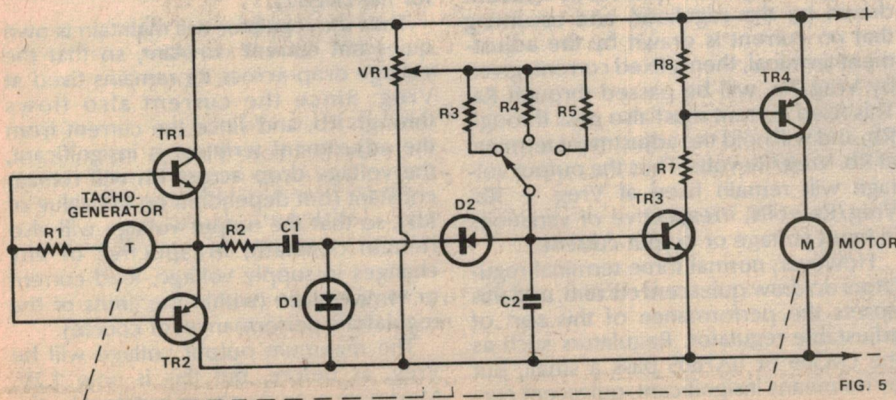 +
R8
VR1
TR4
R3
R4
R5
TR1
TACHO-
GENERATOR
R7
D2
TR3
R1
T
R2
C1
M
MOTOR
D1
C2
TR2
−
FIG. 5